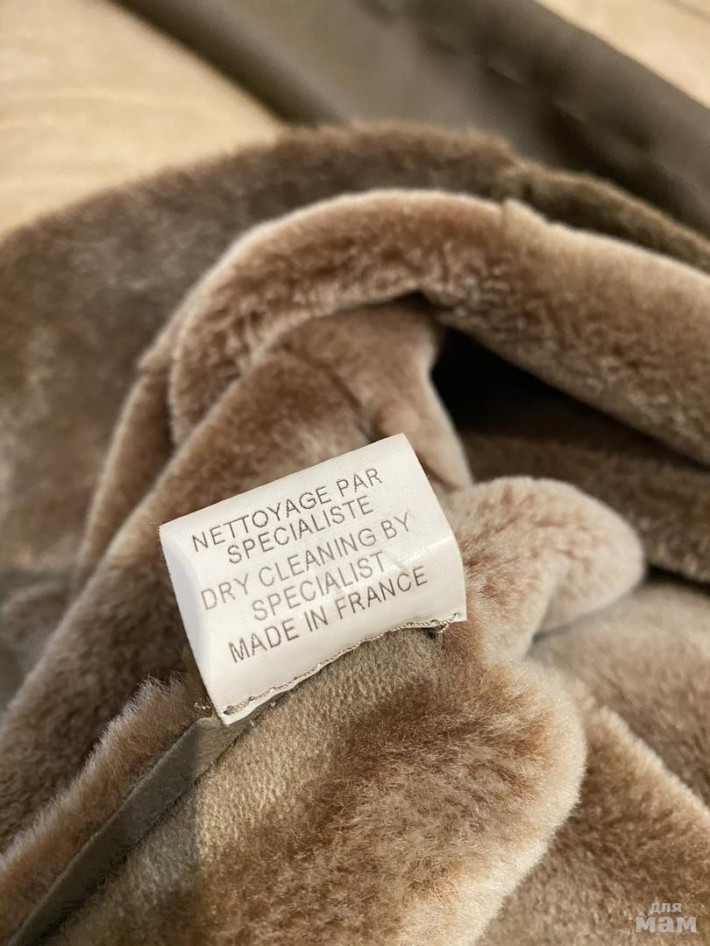 NETTOYAGE PAR
SPECIALISTE
DRY CLEANING BY
SPECIALIST
MADE IN FRANCE
для
мам